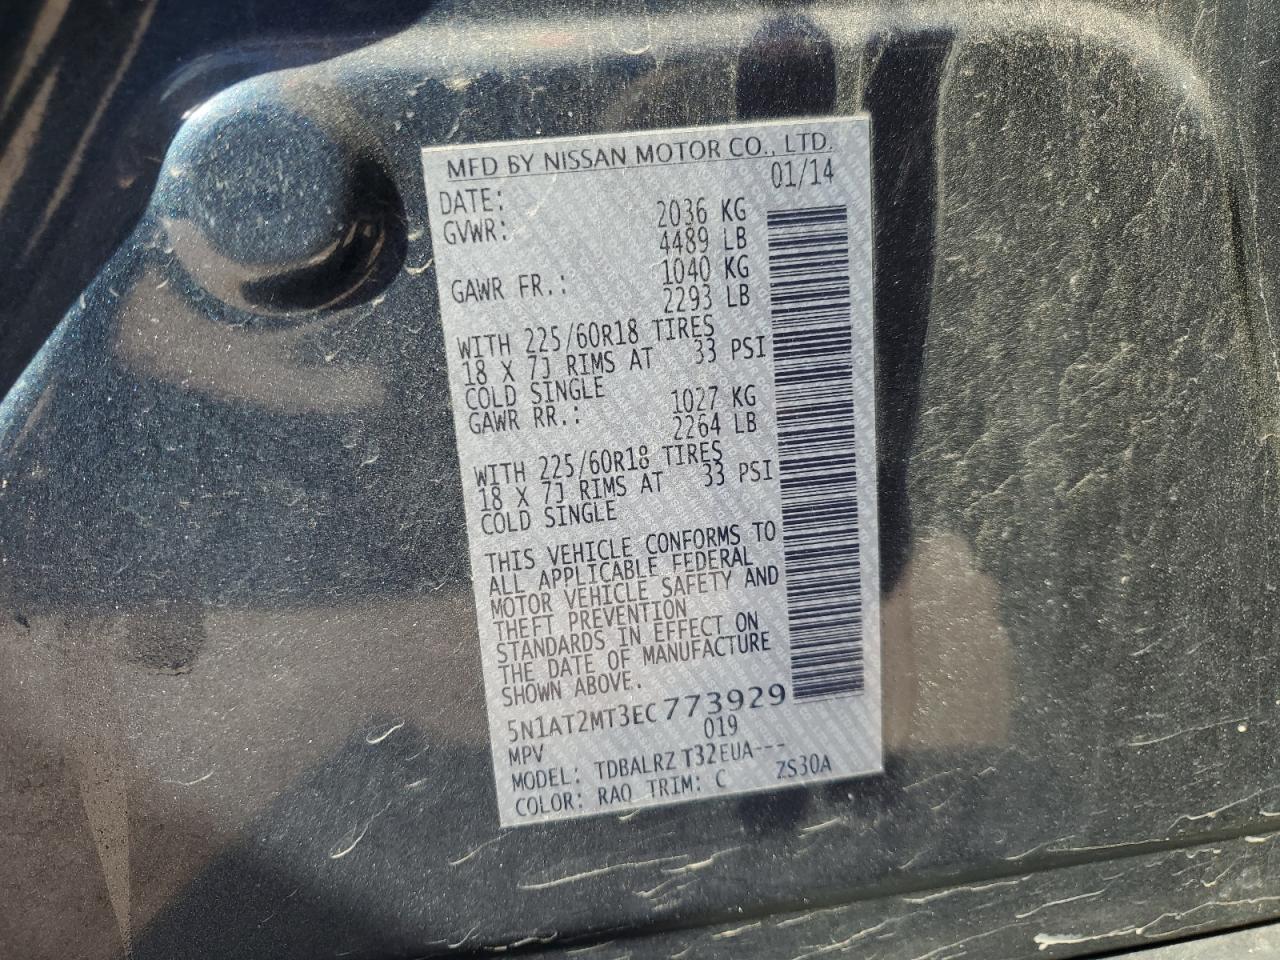 MFD BY NISSAN MOTOR CO., LTD.
DATE: 01/14
GVWR: 2036 KG
4489 LB
GAWR FR.: 1040 KG
2293 LB
WITH 225/60R18 TIRES
18 X 7J RIMS AT 33 PSI
COLD SINGLE
GAWR RR.: 1027 KG
2264 LB
WITH 225/60R18 TIRES
18 X 7J RIMS AT 33 PSI
COLD SINGLE
THIS VEHICLE CONFORMS TO
ALL APPLICABLE FEDERAL
MOTOR VEHICLE SAFETY AND
THEFT PREVENTION
STANDARDS IN EFFECT ON
THE DATE OF MANUFACTURE
SHOWN ABOVE.
5N1AT2MT3EC773929
MPV 019
MODEL: TDBALRZ T32EUA---
COLOR: RAQ TRIM: C ZS30A